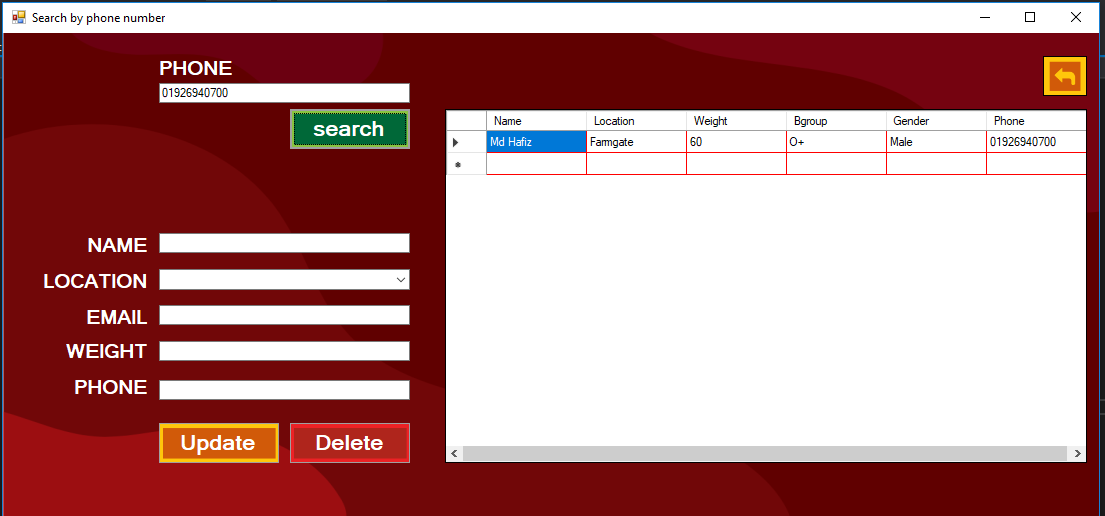 Search by phone number
PHONE
01926940700
search
Name Location Weight Bgroup Gender Phone
Md Hafiz Farmgate 60 O+ Male 01926940700
NAME
LOCATION
EMAIL
WEIGHT
PHONE
Update Delete